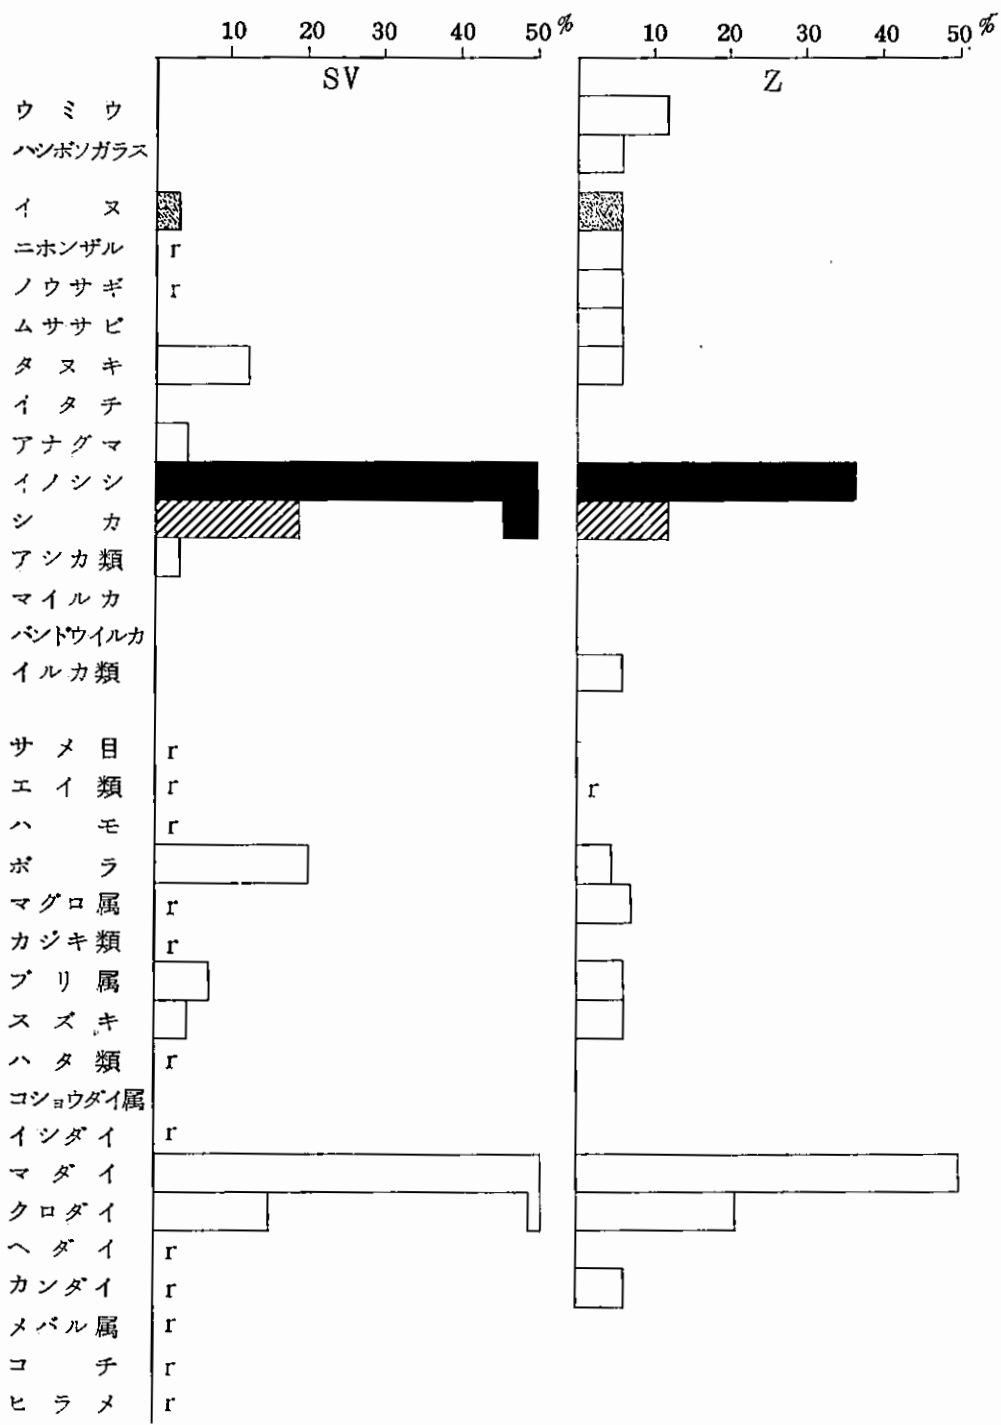 10 20 30 40 50 % 10 20 30 40 50 %
SV Z
ウミウ
ハシボソガラス
イヌ
ニホンザル r
ノウサギ r
ムササビ
タヌキ
イタチ
アナグマ
イノシシ
シカ
アシカ類
マイルカ
バンドウイルカ
イルカ類
サメ目 r
エイ類 r r
ハモ r
ボラ
マグロ属 r
カジキ類 r
ブリ属
スズキ
ハタ類 r
コショウダイ属
イシダイ r
マダイ
クロダイ
ヘダイ r
カンダイ r
メバル属 r
コチ r
ヒラメ r